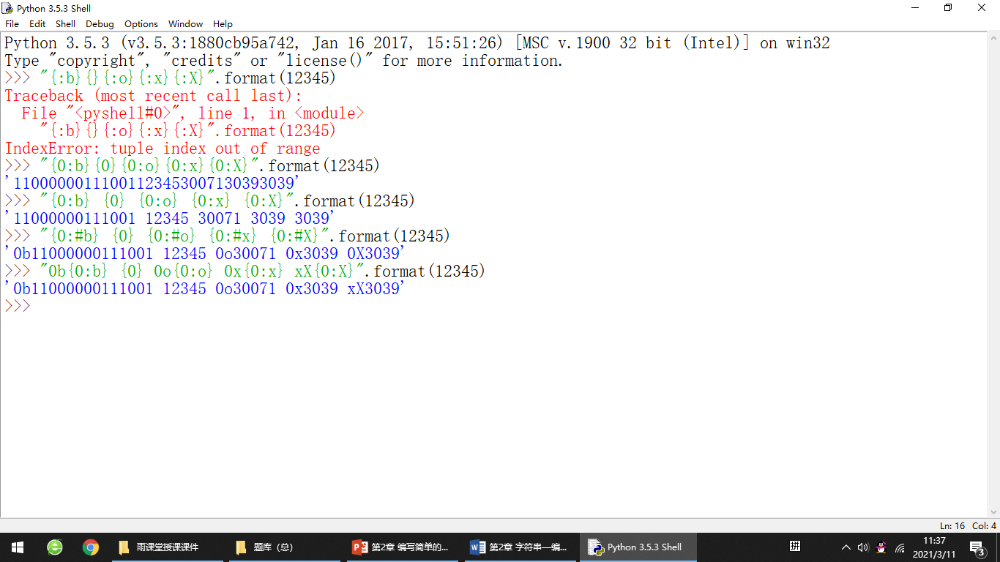 Python 3.5.3 Shell
File Edit Shell Debug Options Window Help
Python 3.5.3 (v3.5.3:1880cb95a742, Jan 16 2017, 15:51:26) [MSC v.1900 32 bit (Intel)] on win32
Type "copyright", "credits" or "license()" for more information.
>>> "{:b}{}{:o}{:x}{:X}".format(12345)
Traceback (most recent call last):
  File "<pyshell#0>", line 1, in <module>
    "{:b}{}{:o}{:x}{:X}".format(12345)
IndexError: tuple index out of range
>>> "{0:b}{0}{0:o}{0:x}{0:X}".format(12345)
'11000000111001123453007130393039'
>>> "{0:b} {0} {0:o} {0:x} {0:X}".format(12345)
'11000000111001 12345 30071 3039 3039'
>>> "{0:#b} {0} {0:#o} {0:#x} {0:#X}".format(12345)
'0b11000000111001 12345 0o30071 0x3039 0X3039'
>>> "0b{0:b} {0} 0o{0:o} 0x{0:x} xX{0:X}".format(12345)
'0b11000000111001 12345 0o30071 0x3039 xX3039'
>>>
Ln: 16 Col: 4
雨课堂授课课件 题库（总） 第2章 编写简单的... 第2章 字符串—编... Python 3.5.3 Shell 拼 11:37
2021/3/11 3